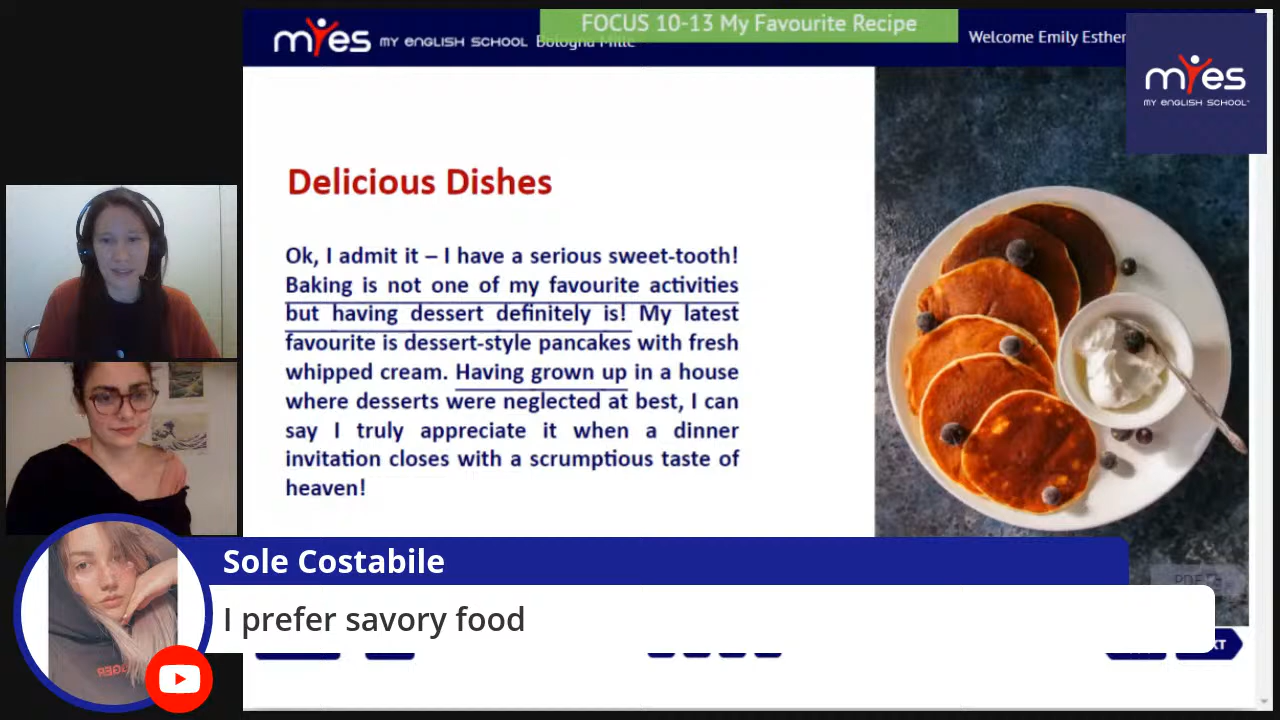 FOCUS 10-13 My Favourite Recipe
myes MY ENGLISH SCHOOL Bologna Mille
Welcome Emily Esther
myes
MY ENGLISH SCHOOL
Delicious Dishes
Ok, I admit it – I have a serious sweet-tooth!
Baking is not one of my favourite activities
but having dessert definitely is! My latest
favourite is dessert-style pancakes with fresh
whipped cream. Having grown up in a house
where desserts were neglected at best, I can
say I truly appreciate it when a dinner
invitation closes with a scrumptious taste of
heaven!
PDF
Sole Costabile
I prefer savory food